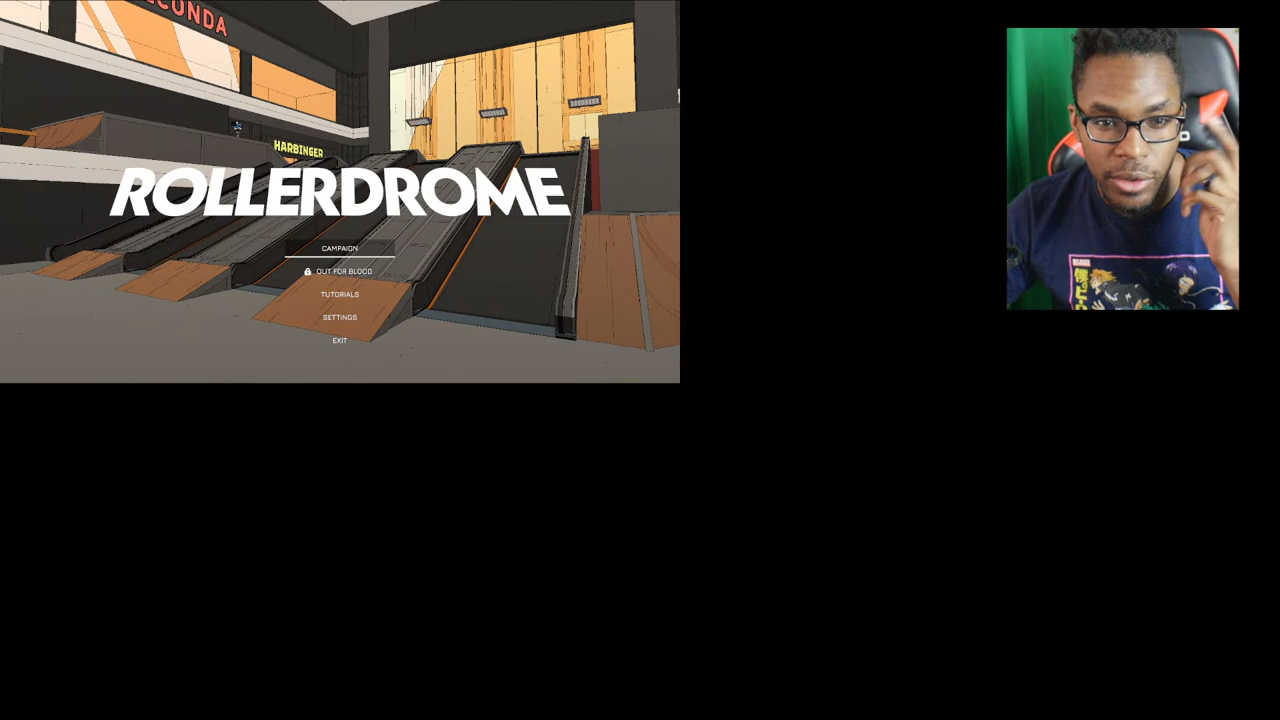 CONDA
HARBINGER
ROLLERDROME
CAMPAIGN
OUT FOR BLOOD
TUTORIALS
SETTINGS
EXIT